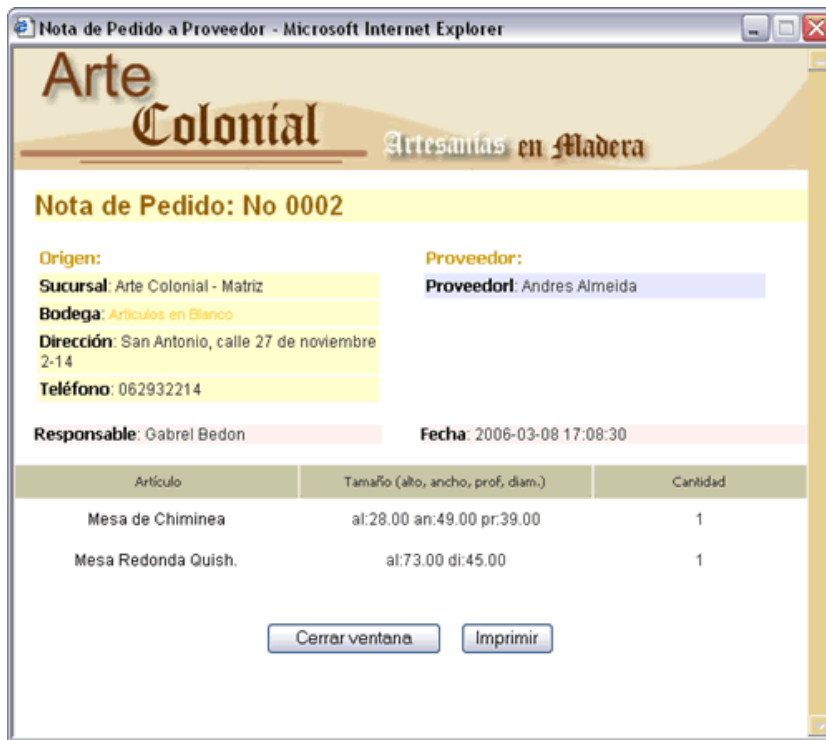 Nota de Pedido a Proveedor - Microsoft Internet Explorer
Arte
Colonial
Artesanías en Madera
Nota de Pedido: No 0002
Origen:
Sucursal: Arte Colonial - Matriz
Bodega: Articulos en Blanco
Dirección: San Antonio, calle 27 de noviembre
2-14
Teléfono: 062932214
Proveedor:
Proveedorl: Andres Almeida
Responsable: Gabrel Bedon
Fecha: 2006-03-08 17:08:30
Artículo Tamaño (alto, ancho, prof, diam.) Cantidad
Mesa de Chiminea al:28.00 an:49.00 pr:39.00 1
Mesa Redonda Quish. al:73.00 di:45.00 1
Cerrar ventana Imprimir